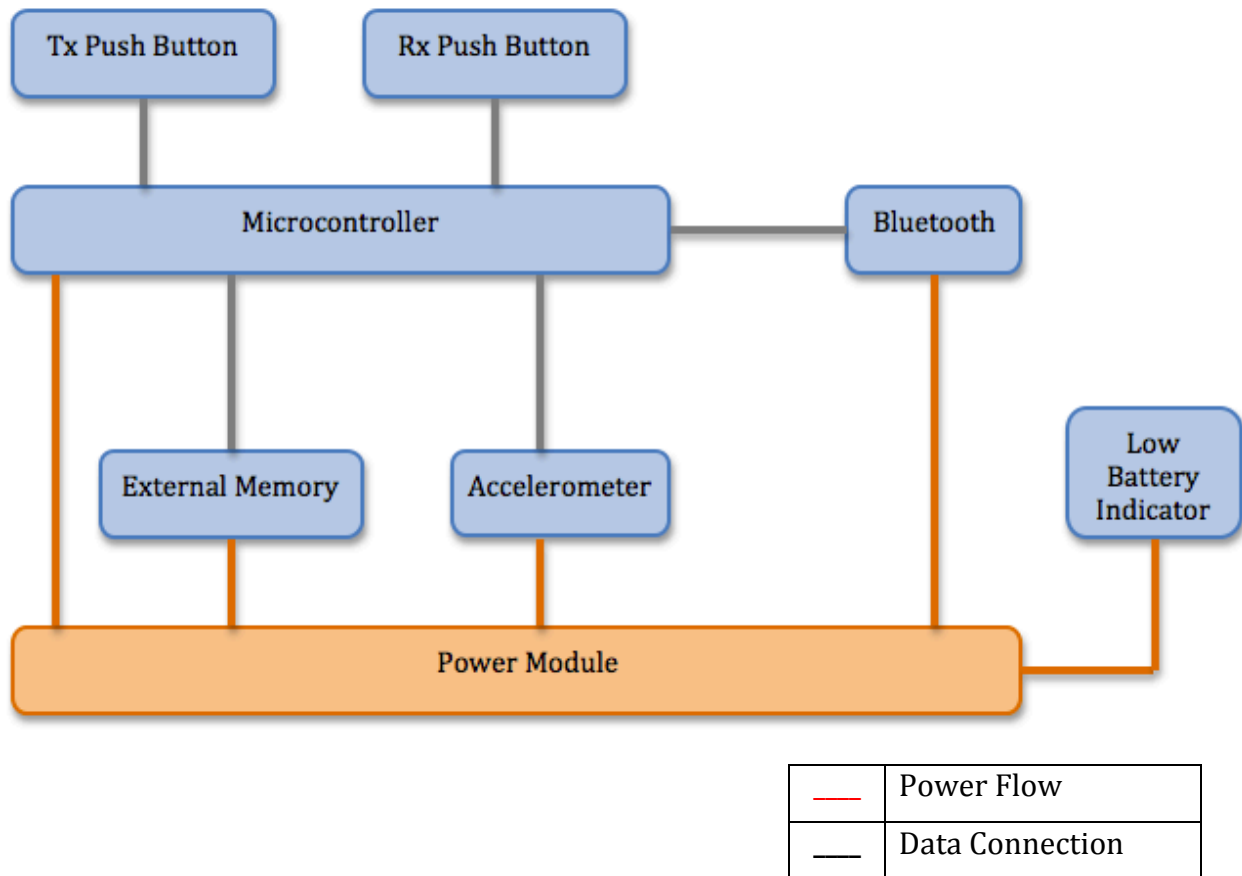 Tx Push Button
Rx Push Button
Microcontroller
Bluetooth
External Memory
Accelerometer
Low
Battery
Indicator
Power Module
Power Flow
Data Connection